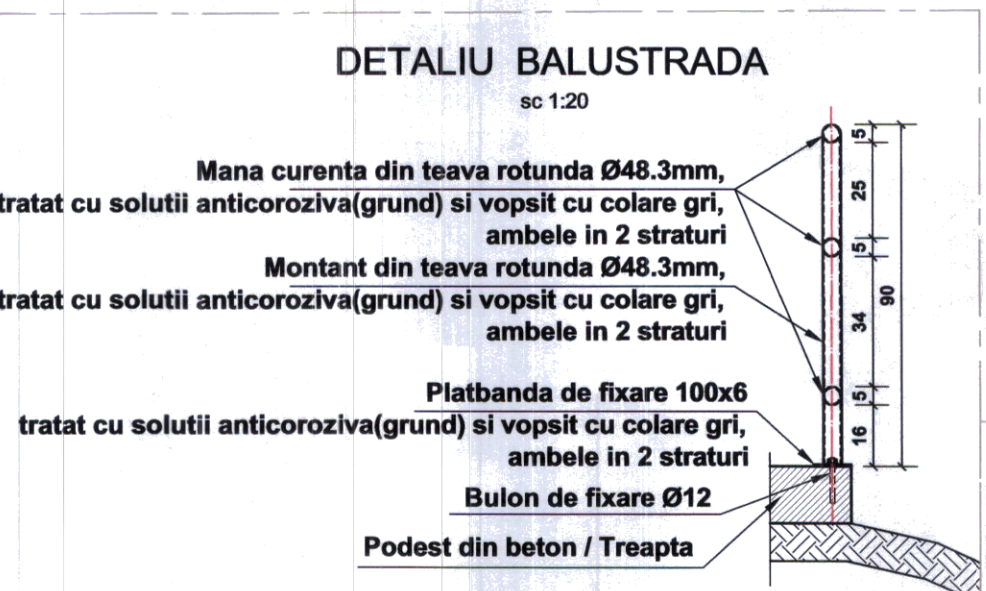 DETALIU BALUSTRADA
sc 1:20
Mana curenta din teava rotunda Ø48.3mm,
tratat cu solutii anticoroziva(grund) si vopsit cu colare gri,
ambele in 2 straturi
Montant din teava rotunda Ø48.3mm,
tratat cu solutii anticoroziva(grund) si vopsit cu colare gri,
ambele in 2 straturi
Platbanda de fixare 100x6
tratat cu solutii anticoroziva(grund) si vopsit cu colare gri,
ambele in 2 straturi
Bulon de fixare Ø12
Podest din beton / Treapta
5
25
5
34
5
16
90